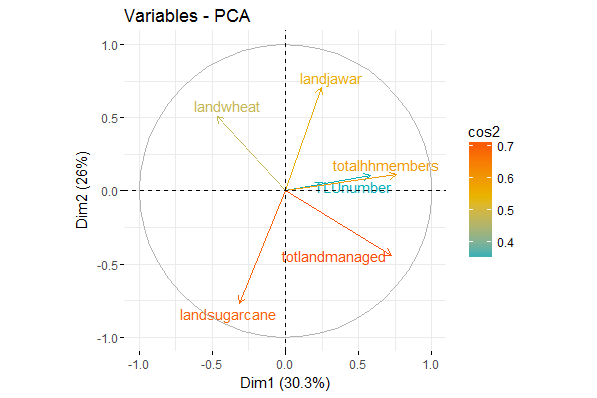 Variables - PCA
1.0
0.5
0.0
-0.5
-1.0
Dim2 (26%)
landjawar
landwheat
totalhhmembers
TLUnumber
totlandmanaged
landsugarcane
-1.0 -0.5 0.0 0.5 1.0
Dim1 (30.3%)
cos2
0.7
0.6
0.5
0.4